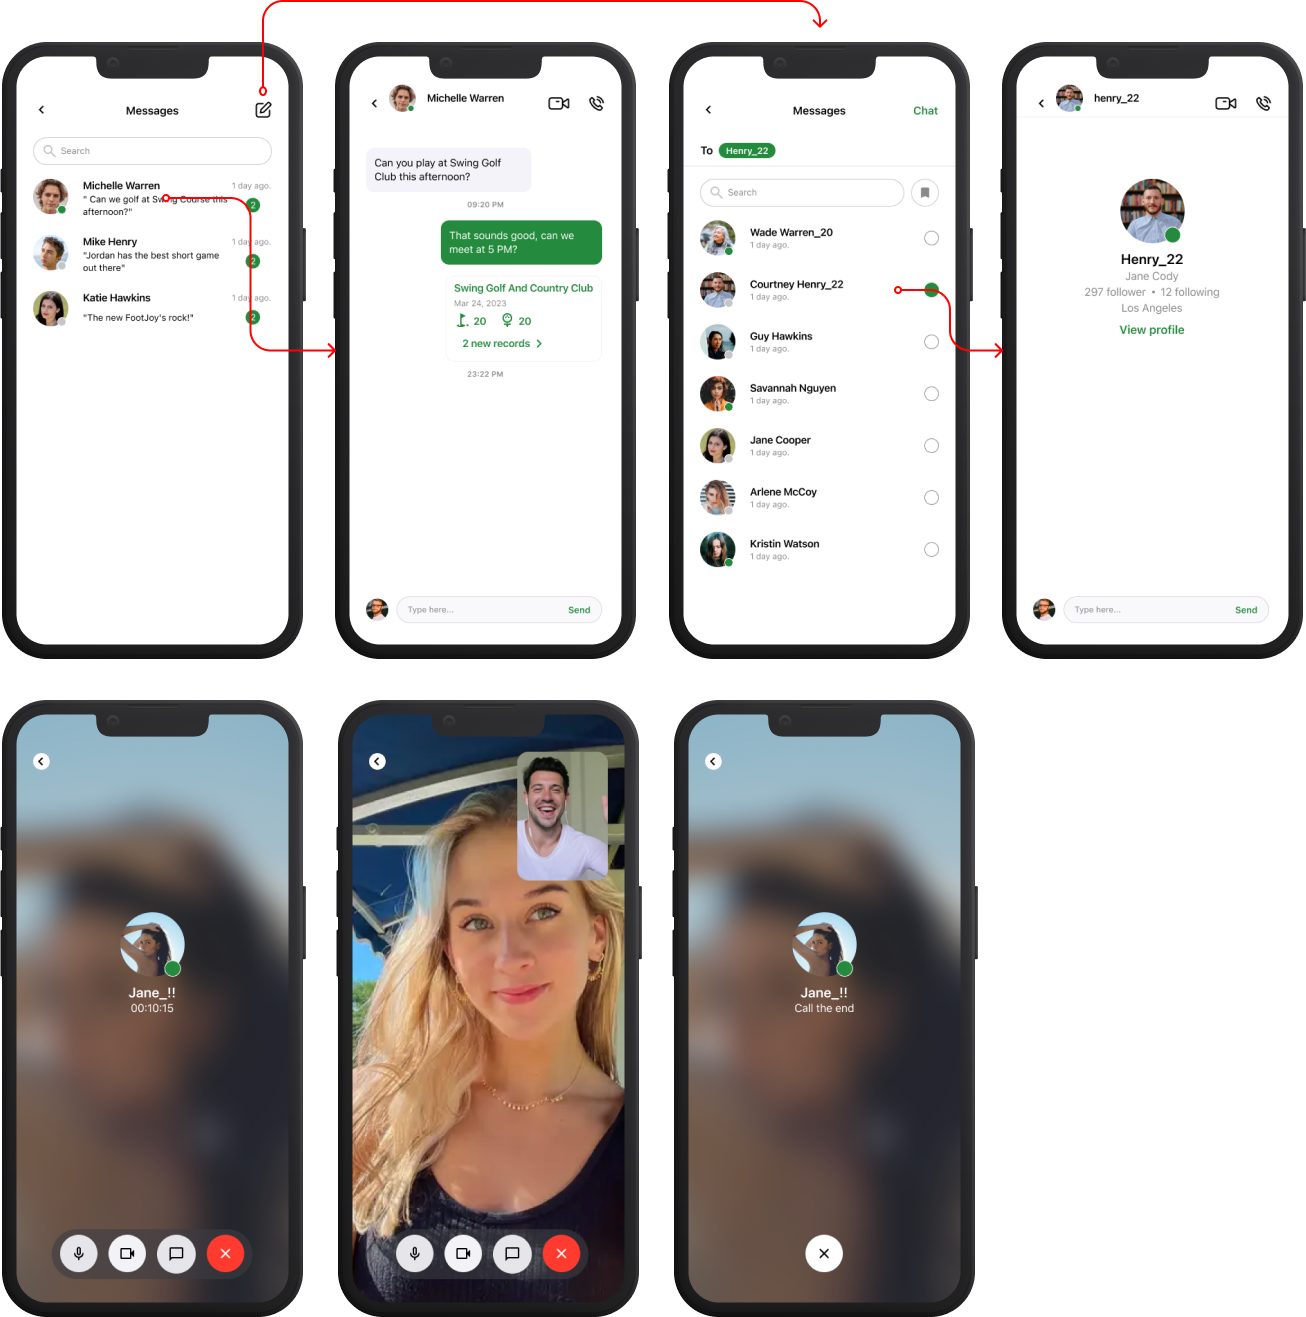 Messages
Search
Michelle Warren
1 day ago.
" Can we golf at Swing Course this
afternoon?"
2
Mike Henry
1 day ago.
"Jordan has the best short game
out there"
2
Katie Hawkins
1 day ago.
"The new FootJoy's rock!"
2
Michelle Warren
Can you play at Swing Golf
Club this afternoon?
09:20 PM
That sounds good, can we
meet at 5 PM?
Swing Golf And Country Club
Mar 24, 2023
20 20
2 new records
23:22 PM
Type here...
Send
Messages
Chat
To Henry_22
Search
Wade Warren_20
1 day ago.
Courtney Henry_22
1 day ago.
Guy Hawkins
1 day ago.
Savannah Nguyen
1 day ago.
Jane Cooper
1 day ago.
Arlene McCoy
1 day ago.
Kristin Watson
1 day ago.
henry_22
Henry_22
Jane Cody
297 follower • 12 following
Los Angeles
View profile
Type here...
Send
Jane_!!
00:10:15
Jane_!!
Call the end